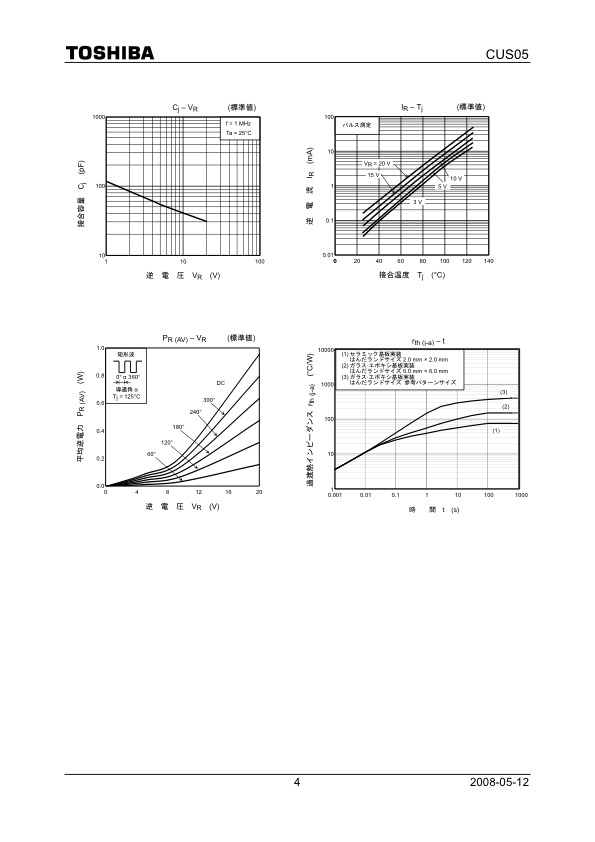 TOSHIBA
CUS05
Cj – VR (標準値)
f = 1 MHz
Ta = 25°C
1000
100
10
1 10 100
接合容量 Cj (pF)
逆 電 圧 VR (V)
IR – Tj (標準値)
パルス測定
VR = 20 V
15 V
10 V
5 V
3 V
100
10
1
0.1
0.01
0 20 40 60 80 100 120 140
逆 電 流 IR (mA)
接合温度 Tj (°C)
PR (AV) – VR (標準値)
矩形波
0° α 360°
導通角 α
Tj = 125°C
DC
300°
240°
180°
120°
60°
1.0
0.8
0.6
0.4
0.2
0.0
0 4 8 12 16 20
平均逆電力 PR (AV) (W)
逆 電 圧 VR (V)
rth (j-a) – t
(1) セラミック基板実装
はんだランドサイズ 2.0 mm × 2.0 mm
(2) ガラス エポキシ基板実装
はんだランドサイズ 6.0 mm × 6.0 mm
(3) ガラス エポキシ基板実装
はんだランドサイズ 参考パターンサイズ
(3)
(2)
(1)
10000
1000
100
10
1
0.001 0.01 0.1 1 10 100 1000
過渡熱インピーダンス rth (j-a) (°C/W)
時 間 t (s)
4
2008-05-12